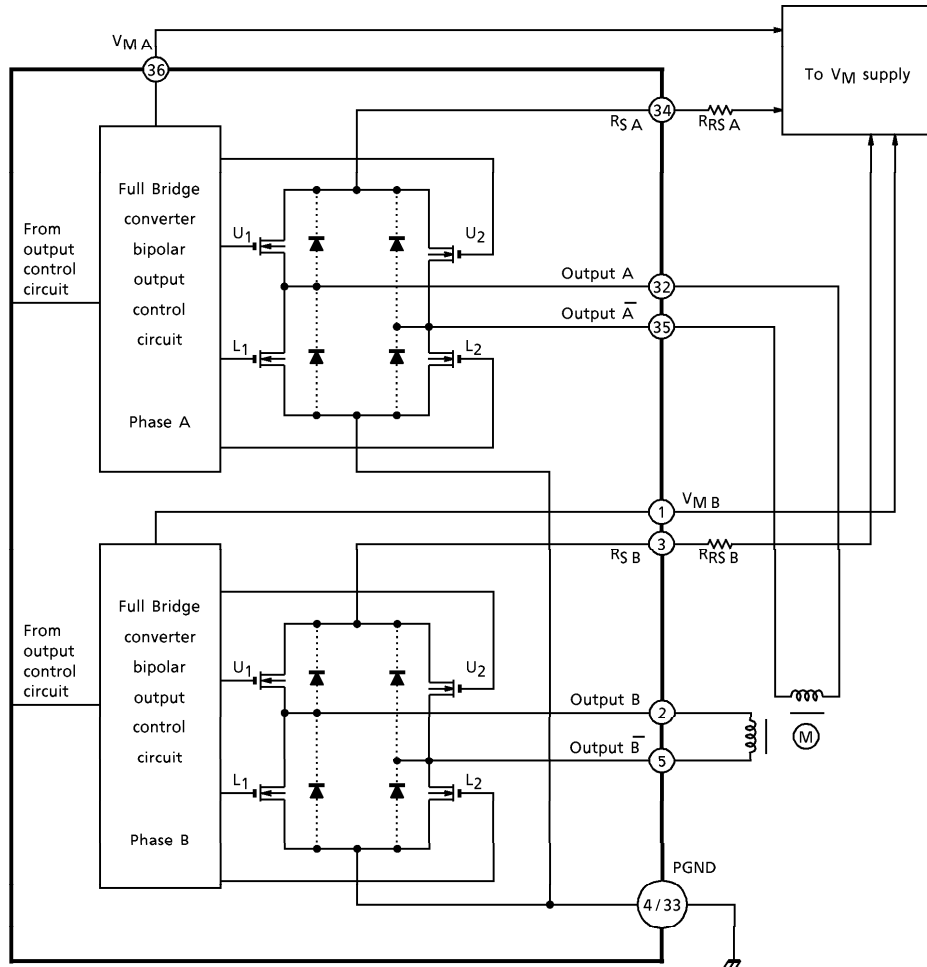 V M A
36
To VM supply
34
RS A
RRS A
Full Bridge
converter
bipolar
output
control
circuit
Phase A
From
output
control
circuit
U1
U2
Output A
32
Output A̅
35
L1
L2
1
V M B
3
RS B
RRS B
Full Bridge
converter
bipolar
output
control
circuit
Phase B
From
output
control
circuit
U1
U2
Output B
2
Output B̅
5
M
L1
L2
PGND
4 / 33